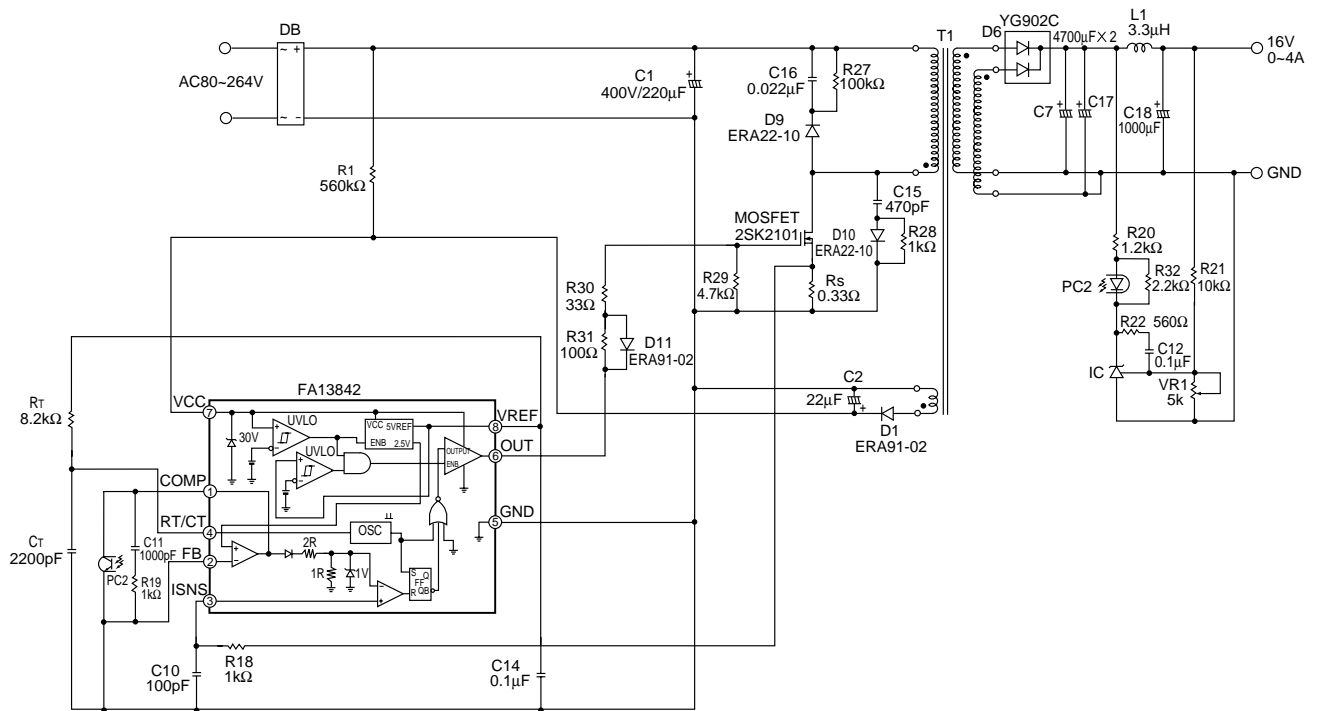 DB
~ +
~ −
AC80~264V
R1
560kΩ
C1
400V/220μF
+
C16
0.022μF
R27
100kΩ
D9
ERA22-10
T1
D6
YG902C
4700μF×2
L1
3.3μH
16V
0~4A
C7
+
C17
+
C18
1000μF
+
GND
C15
470pF
MOSFET
2SK2101
D10
ERA22-10
R28
1kΩ
R29
4.7kΩ
Rs
0.33Ω
R30
33Ω
R31
100Ω
D11
ERA91-02
R20
1.2kΩ
PC2
R32
2.2kΩ
R21
10kΩ
R22 560Ω
C12
0.1μF
IC
VR1
5k
C2
22μF
+
D1
ERA91-02
FA13842
RT
8.2kΩ
VCC
7
30V
UVLO
+
−
VCC 5VREF
ENB 2.5V
UVLO
+
−
OUTPUT
ENB
8
VREF
6
OUT
5
GND
COMP
1
RT/CT
4
OSC
FB
2
+
−
2R
1R
1V
−
+
S Q
FF
R QB
ISNS
3
CT
2200pF
C11
1000pF
PC2
R19
1kΩ
C10
100pF
R18
1kΩ
C14
0.1μF